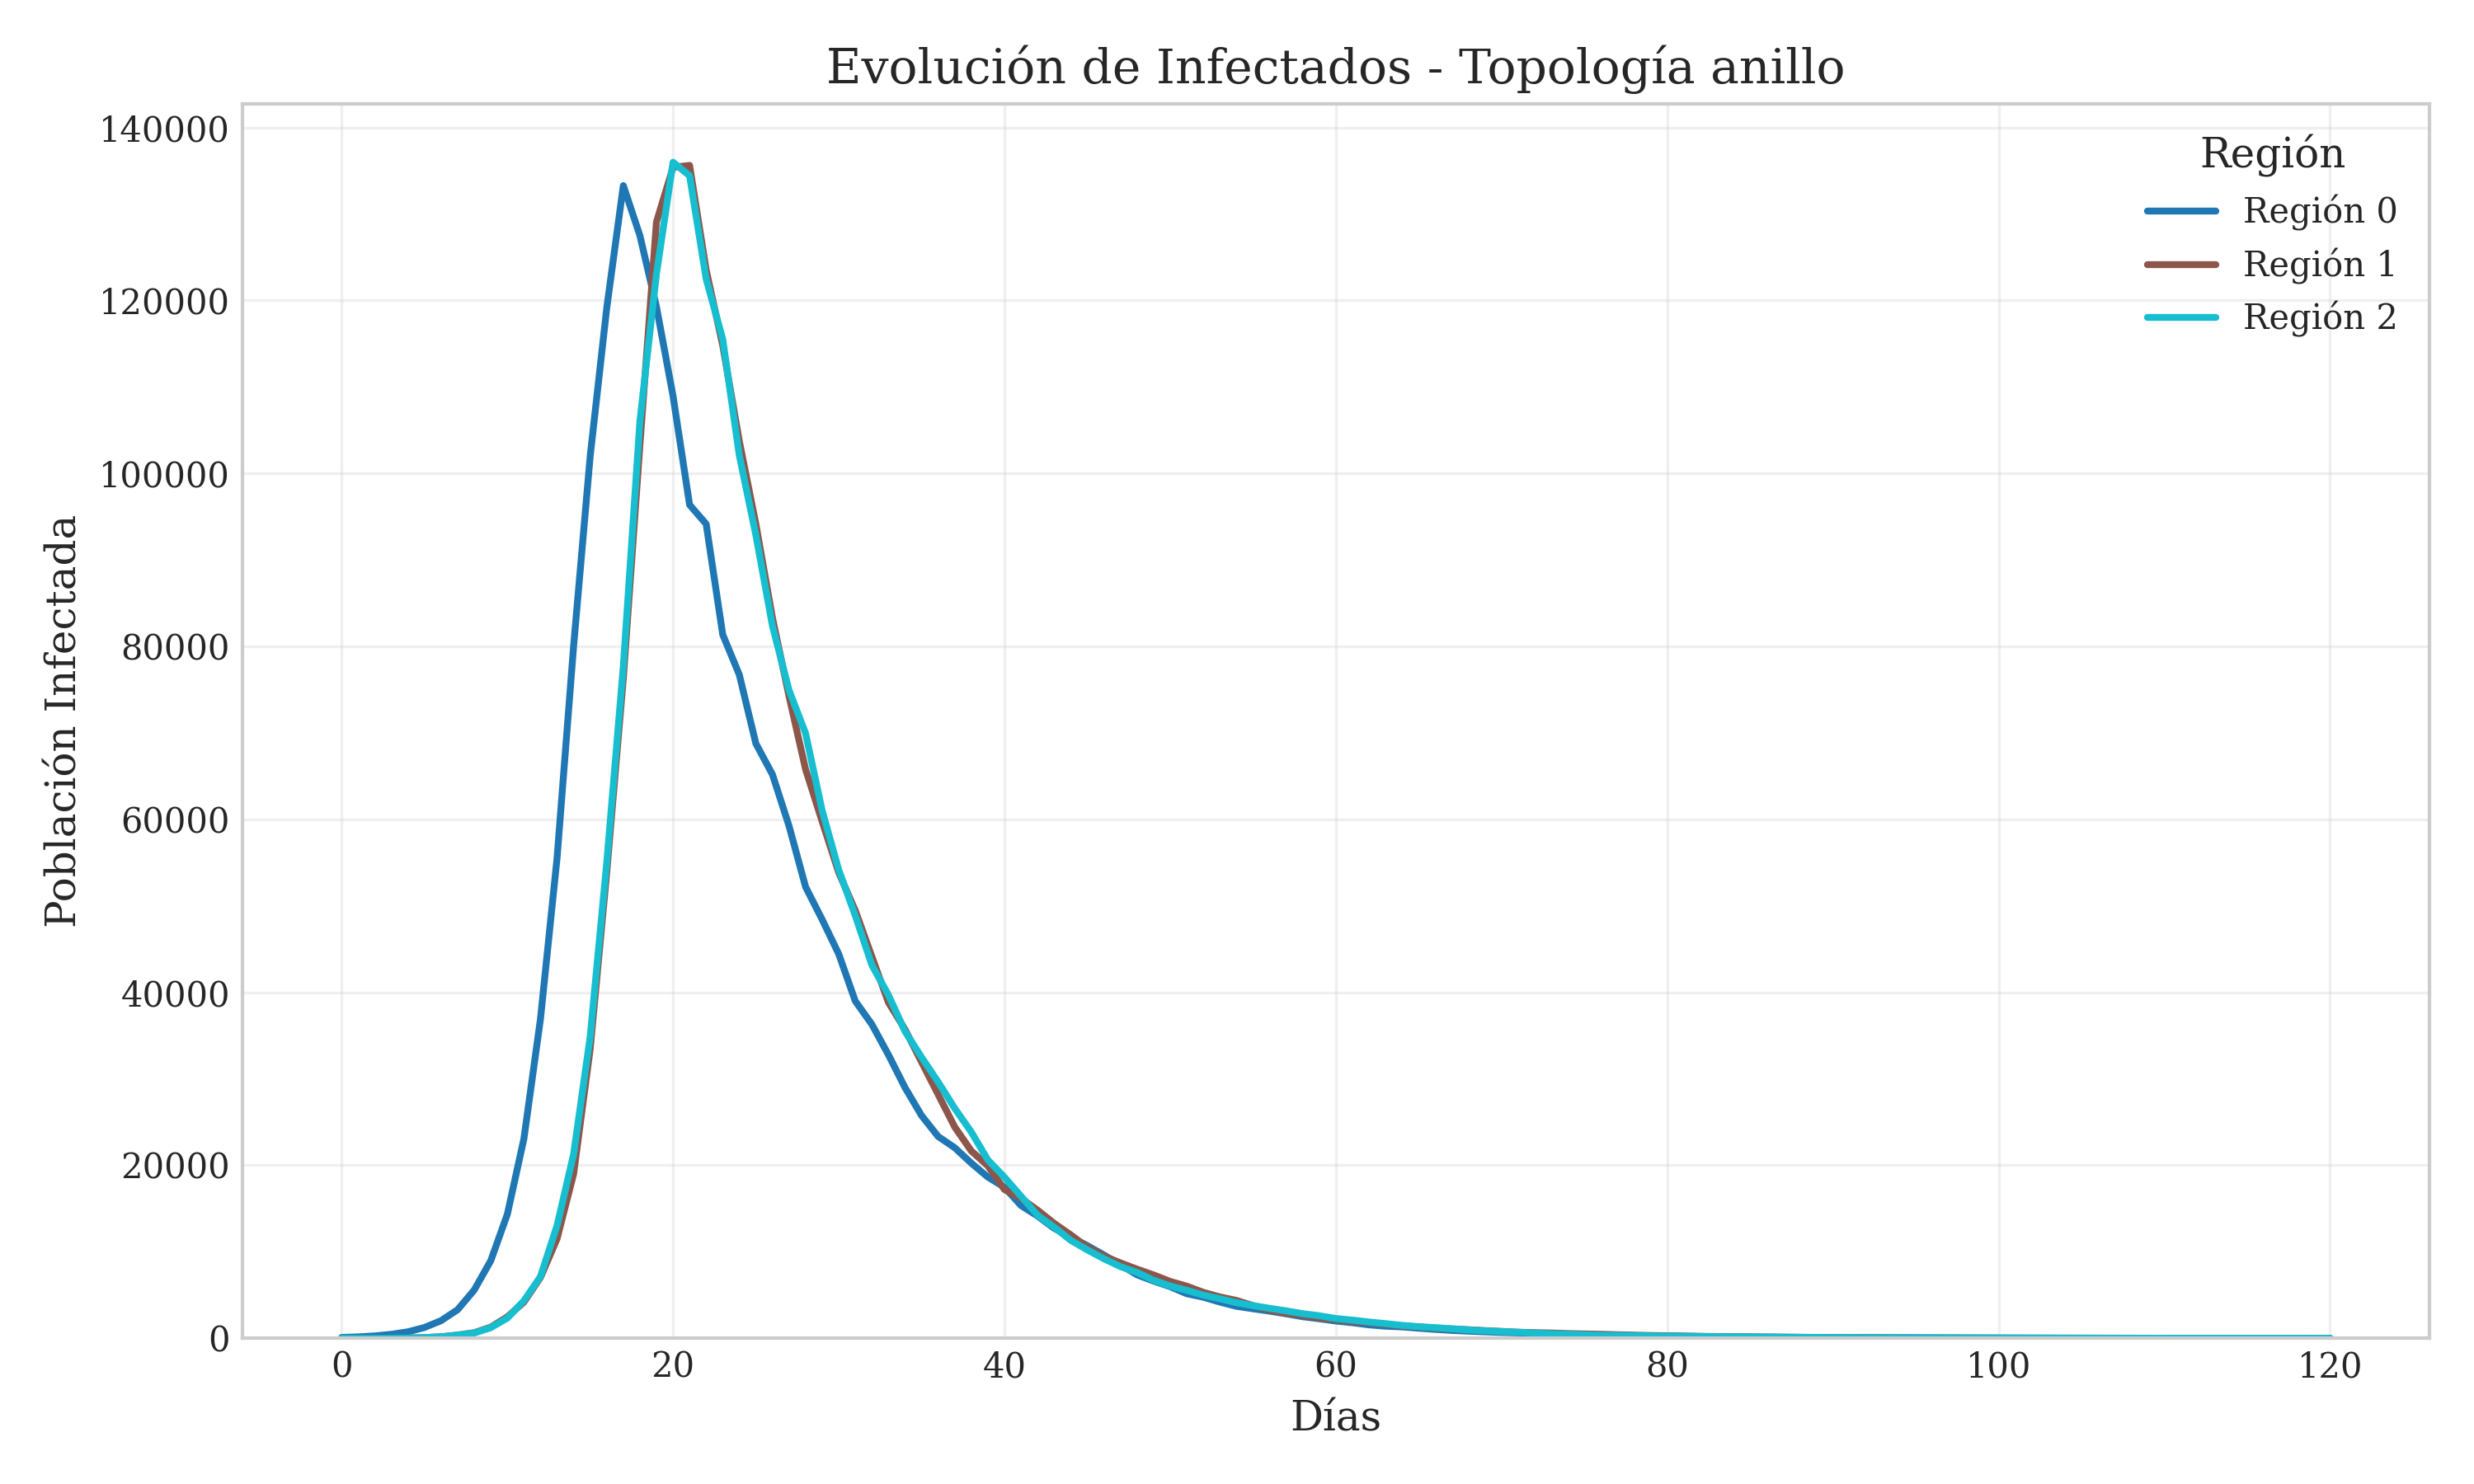 Evolución de Infectados - Topología anillo
140000
120000
100000
80000
60000
40000
20000
0
Población Infectada
Región
Región 0
Región 1
Región 2
0 20 40 60 80 100 120
Días